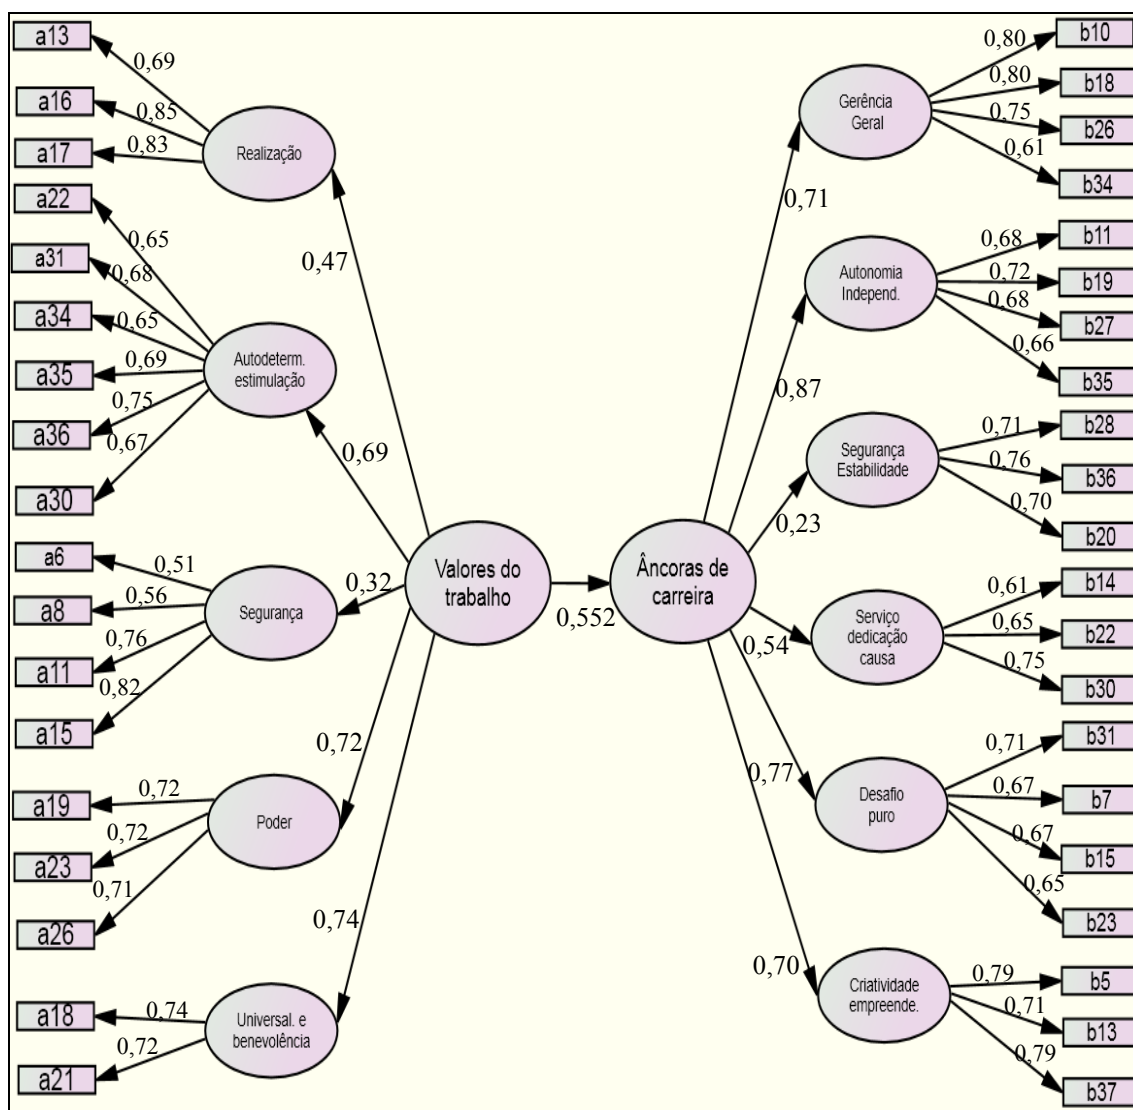 a13
0,69
a16
0,85
a17
0,83
Realização
a22
0,65
a31
0,68
a34
0,65
a35
0,69
a36
0,75
a30
0,67
Autodeterm.
estimulação
a6
0,51
a8
0,56
a11
0,76
a15
0,82
Segurança
a19
0,72
a23
0,72
a26
0,71
Poder
a18
0,74
a21
0,72
Universal. e
benevolência
0,47
0,69
0,32
0,72
0,74
Valores do
trabalho
0,552
Âncoras de
carreira
0,71
0,87
0,23
0,54
0,77
0,70
Gerência
Geral
0,80
b10
0,80
b18
0,75
b26
0,61
b34
Autonomia
Independ.
0,68
b11
0,72
b19
0,68
b27
0,66
b35
Segurança
Estabilidade
0,71
b28
0,76
b36
0,70
b20
Serviço
dedicação
causa
0,61
b14
0,65
b22
0,75
b30
Desafio
puro
0,71
b31
0,67
b7
0,67
b15
0,65
b23
Criatividade
empreende.
0,79
b5
0,71
b13
0,79
b37